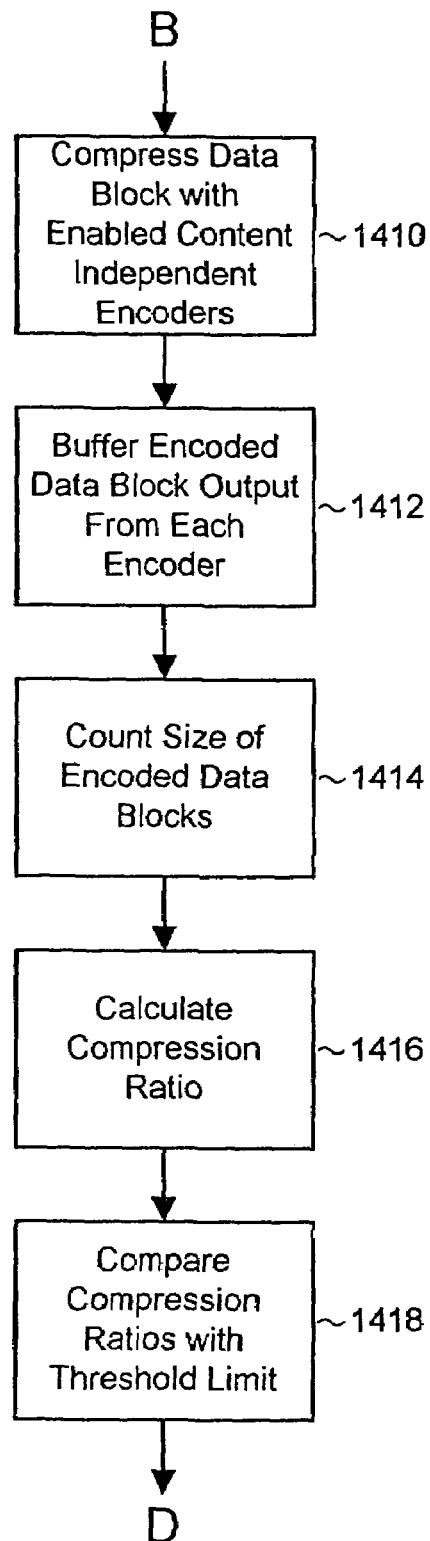 B
Compress Data
Block with
Enabled Content
Independent
Encoders
~1410
Buffer Encoded
Data Block Output
From Each
Encoder
~1412
Count Size of
Encoded Data
Blocks
~1414
Calculate
Compression
Ratio
~1416
Compare
Compression
Ratios with
Threshold Limit
~1418
D